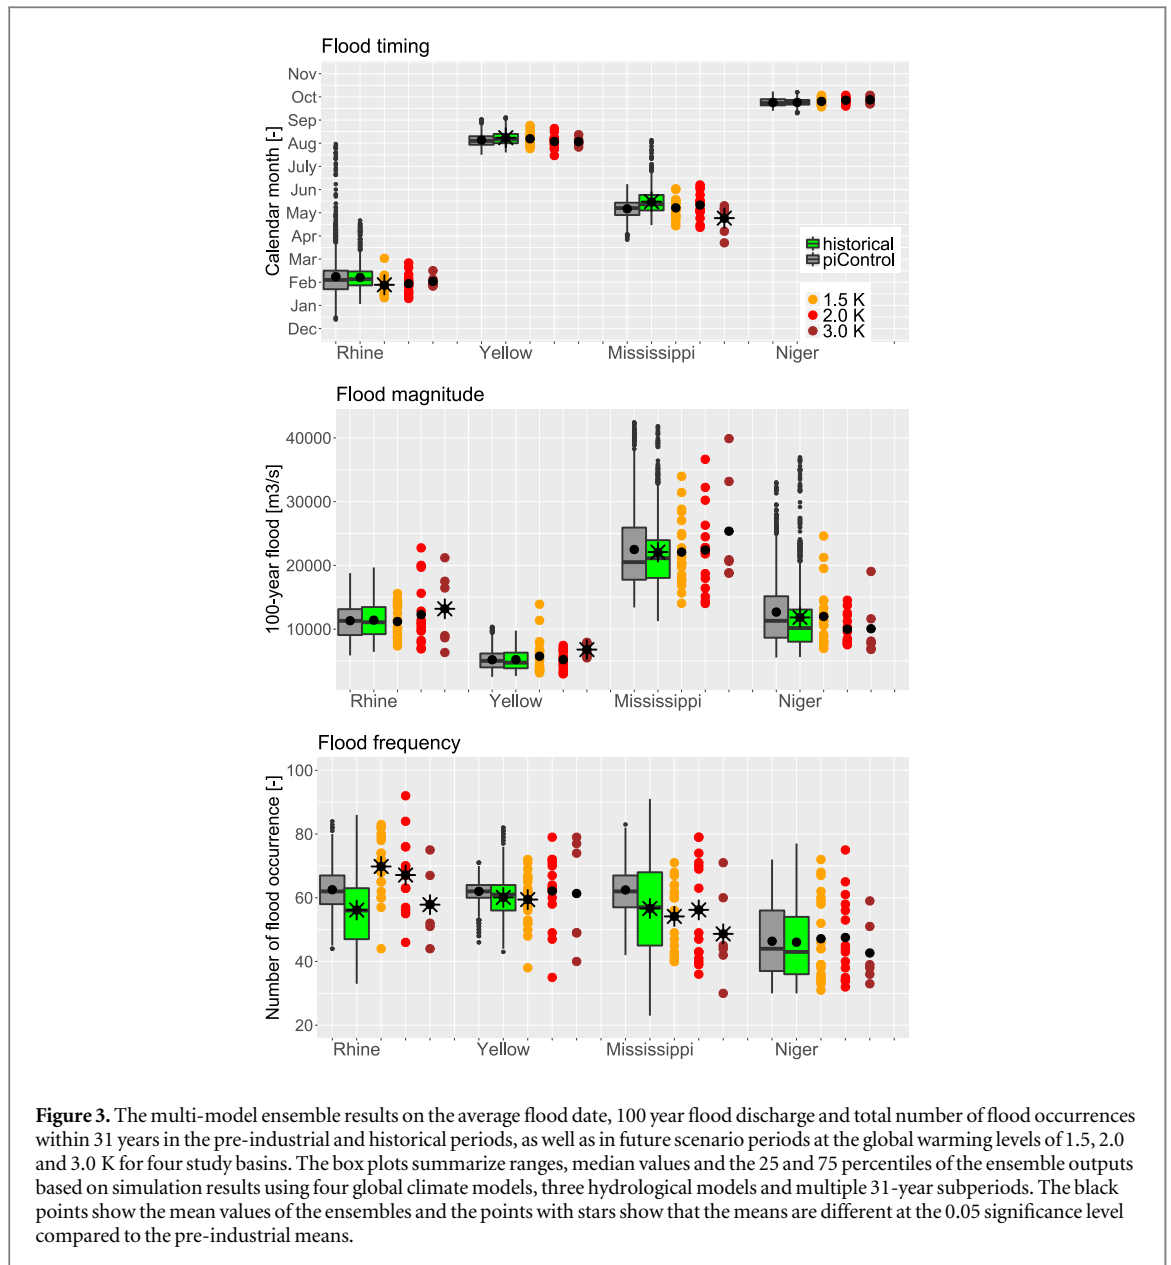 Flood timing
Calendar month [-]
Nov
Oct
Sep
Aug
July
Jun
May
Apr
Mar
Feb
Jan
Dec
historical
piControl
1.5 K
2.0 K
3.0 K
Rhine Yellow Mississippi Niger
Flood magnitude
100-year flood [m3/s]
40000
30000
20000
10000
Rhine Yellow Mississippi Niger
Flood frequency
Number of flood occurrence [-]
100
80
60
40
20
Rhine Yellow Mississippi Niger
Figure 3. The multi-model ensemble results on the average flood date, 100 year flood discharge and total number of flood occurrences
within 31 years in the pre-industrial and historical periods, as well as in future scenario periods at the global warming levels of 1.5, 2.0
and 3.0 K for four study basins. The box plots summarize ranges, median values and the 25 and 75 percentiles of the ensemble outputs
based on simulation results using four global climate models, three hydrological models and multiple 31-year subperiods. The black
points show the mean values of the ensembles and the points with stars show that the means are different at the 0.05 significance level
compared to the pre-industrial means.